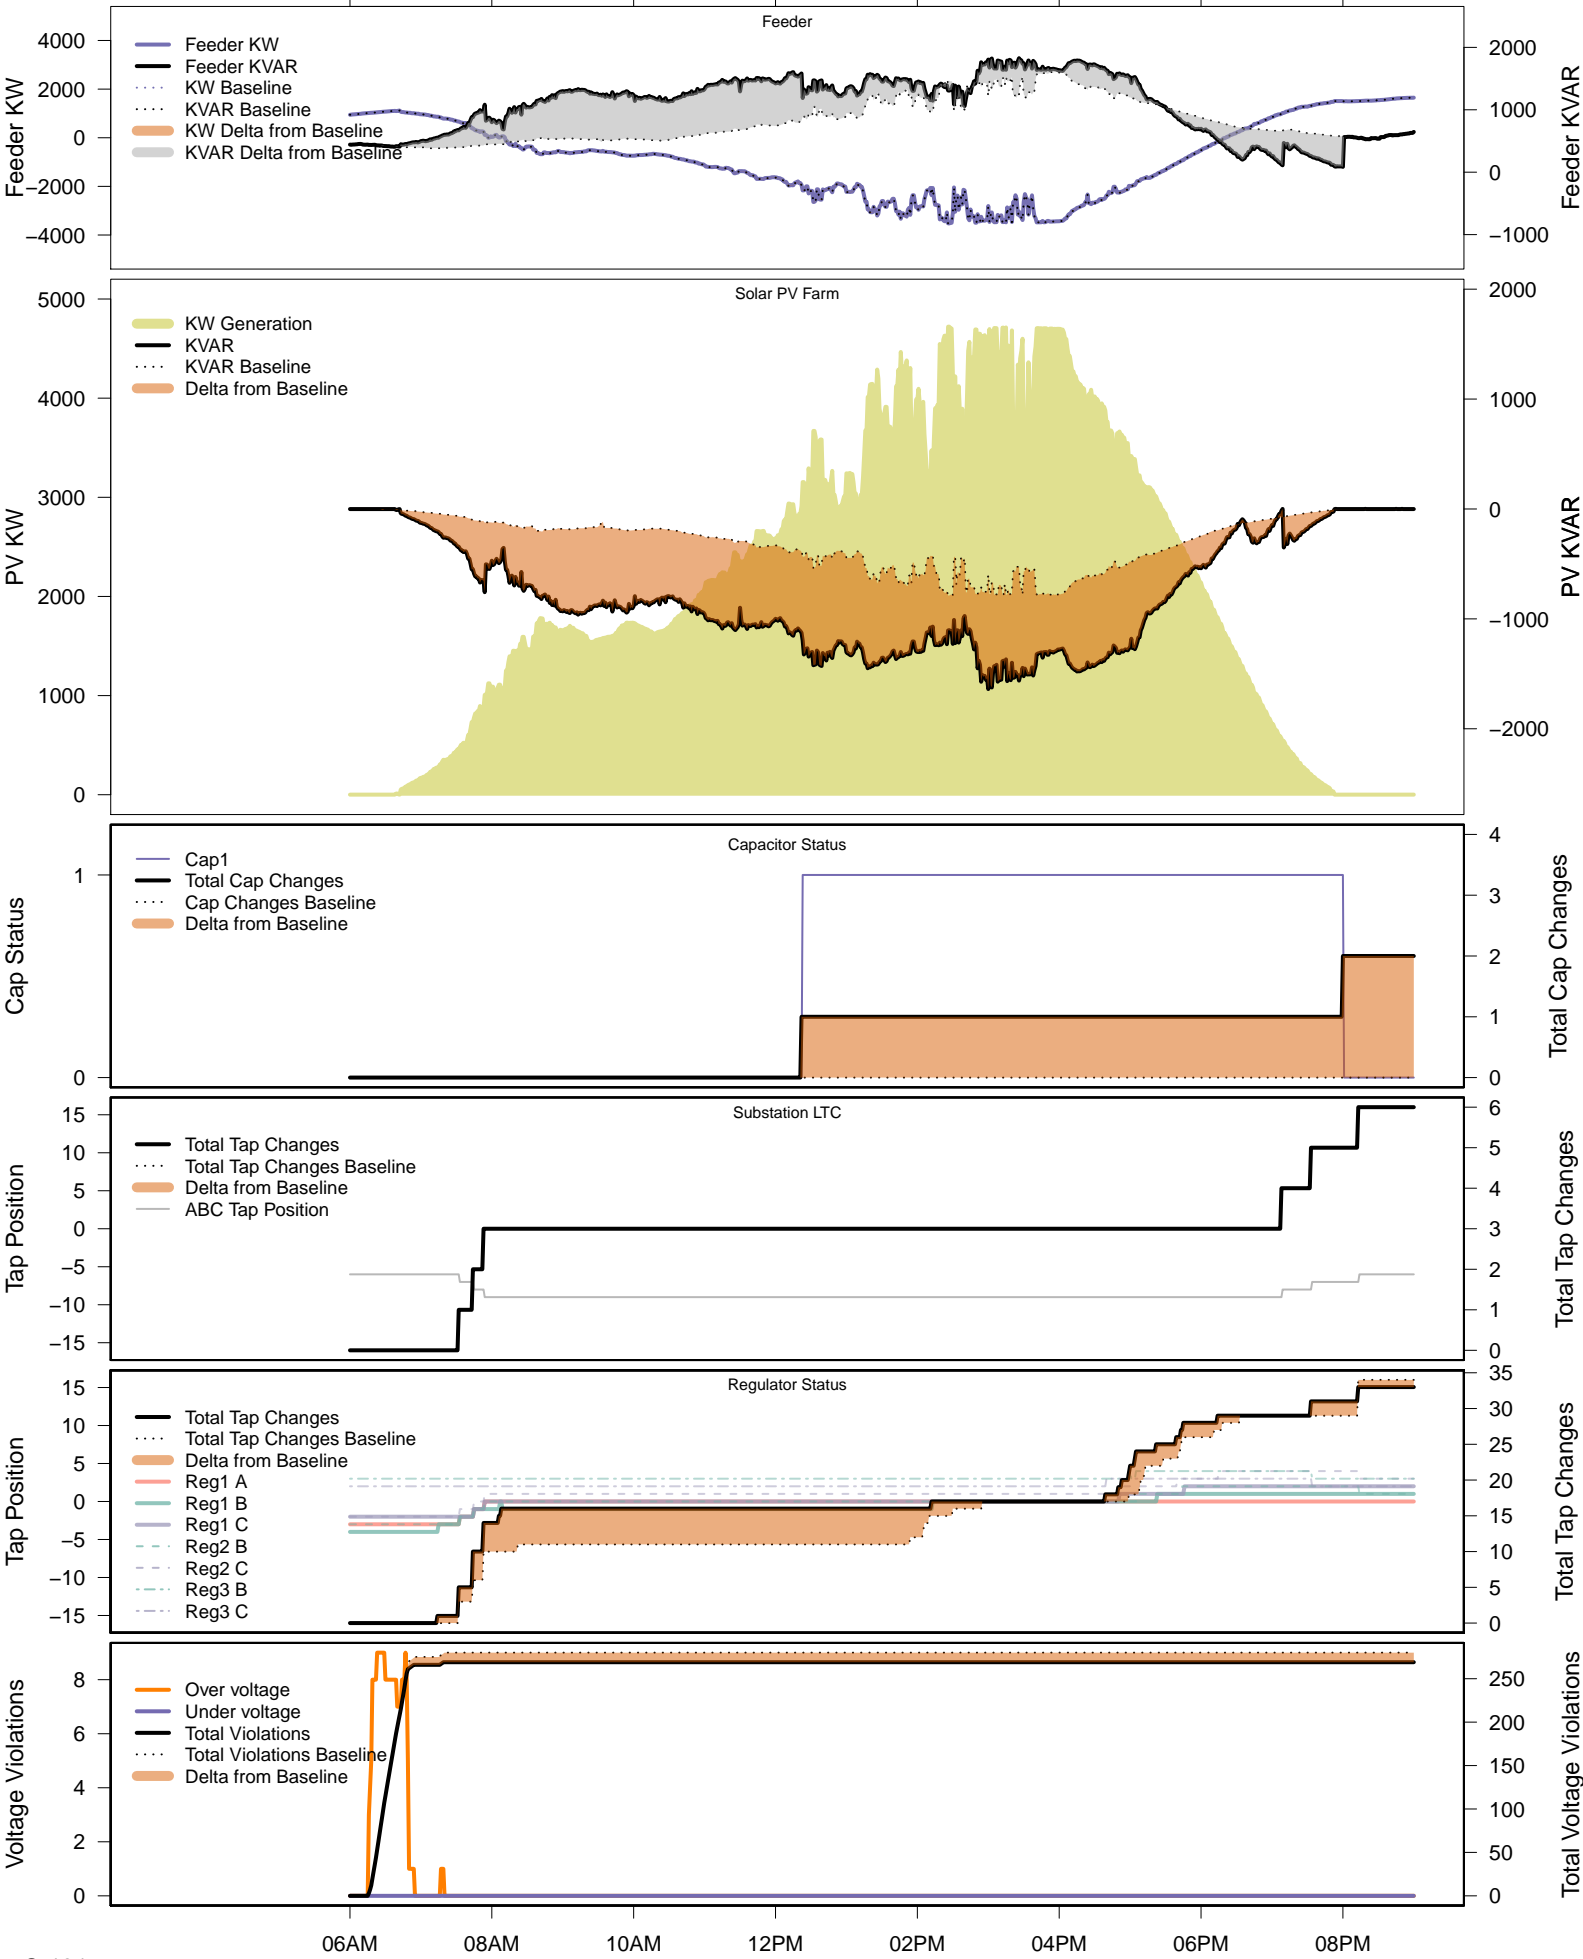 Feeder
Feeder KW
Feeder KVAR
KW Baseline
KVAR Baseline
KW Delta from Baseline
KVAR Delta from Baseline
Feeder KW
4000
2000
0
−2000
−4000
Feeder KVAR
2000
1000
0
−1000
Solar PV Farm
KW Generation
KVAR
KVAR Baseline
Delta from Baseline
PV KW
5000
4000
3000
2000
1000
0
PV KVAR
2000
1000
0
−1000
−2000
Capacitor Status
Cap1
Total Cap Changes
Cap Changes Baseline
Delta from Baseline
Cap Status
1
0
Total Cap Changes
4
3
2
1
0
Substation LTC
Total Tap Changes
Total Tap Changes Baseline
Delta from Baseline
ABC Tap Position
Tap Position
15
10
5
0
−5
−10
−15
Total Tap Changes
6
5
4
3
2
1
0
Regulator Status
Total Tap Changes
Total Tap Changes Baseline
Delta from Baseline
Reg1 A
Reg1 B
Reg1 C
Reg2 B
Reg2 C
Reg3 B
Reg3 C
Tap Position
15
10
5
0
−5
−10
−15
Total Tap Changes
35
30
25
20
15
10
5
0
Over voltage
Under voltage
Total Violations
Total Violations Baseline
Delta from Baseline
Voltage Violations
8
6
4
2
0
Total Voltage Violations
250
200
150
100
50
0
06AM 08AM 10AM 12PM 02PM 04PM 06PM 08PM